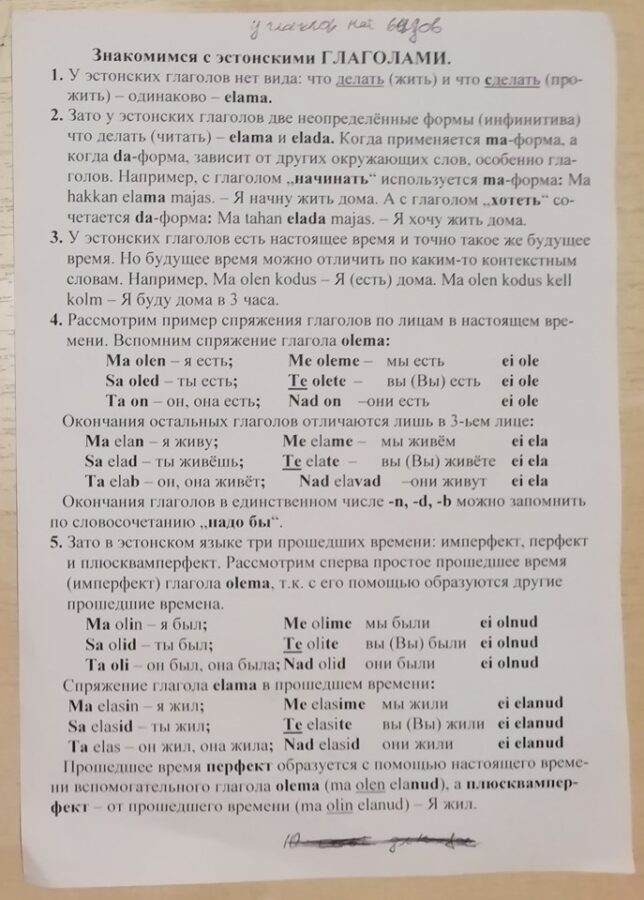 у глаголов нет видов
Знакомимся с эстонскими ГЛАГОЛАМИ.
1. У эстонских глаголов нет вида: что делать (жить) и что сделать (про-
жить) – одинаково – elama.
2. Зато у эстонских глаголов две неопределённые формы (инфинитива)
что делать (читать) – elama и elada. Когда применяется ma-форма, а
когда da-форма, зависит от других окружающих слов, особенно гла-
голов. Например, с глаголом „начинать“ используется ma-форма: Ma
hakkan elama majas. – Я начну жить дома. А с глаголом „хотеть“ со-
четается da-форма: Ma tahan elada majas. – Я хочу жить дома.
3. У эстонских глаголов есть настоящее время и точно такое же будущее
время. Но будущее время можно отличить по каким-то контекстным
словам. Например, Ma olen kodus – Я (есть) дома. Ma olen kodus kell
kolm – Я буду дома в 3 часа.
4. Рассмотрим пример спряжения глаголов по лицам в настоящем вре-
мени. Вспомним спряжение глагола olema:
Ma olen – я есть; Me oleme – мы есть ei ole
Sa oled – ты есть; Te olete – вы (Вы) есть ei ole
Ta on – он, она есть; Nad on –они есть ei ole
Окончания остальных глаголов отличаются лишь в 3-ьем лице:
Ma elan – я живу; Me elame – мы живём ei ela
Sa elad – ты живёшь; Te elate – вы (Вы) живёте ei ela
Ta elab – он, она живёт; Nad elavad –они живут ei ela
Окончания глаголов в единственном числе -n, -d, -b можно запомнить
по словосочетанию „надо бы“.
5. Зато в эстонском языке три прошедших времени: имперфект, перфект
и плюсквамперфект. Рассмотрим сперва простое прошедшее время
(имперфект) глагола olema, т.к. с его помощью образуются другие
прошедшие времена.
Ma olin – я был; Me olime мы были ei olnud
Sa olid – ты был; Te olite вы (Вы) были ei olnud
Ta oli – он был, она была; Nad olid они были ei olnud
Спряжение глагола elama в прошедшем времени:
Ma elasin – я жил; Me elasime мы жили ei elanud
Sa elasid – ты жил; Te elasite вы (Вы) жили ei elanud
Ta elas – он жил, она жила; Nad elasid они жили ei elanud
Прошедшее время перфект образуется с помощью настоящего време-
ни вспомогательного глагола olema (ma olen elanud), а плюсквампер-
фект – от прошедшего времени (ma olin elanud) – Я жил.